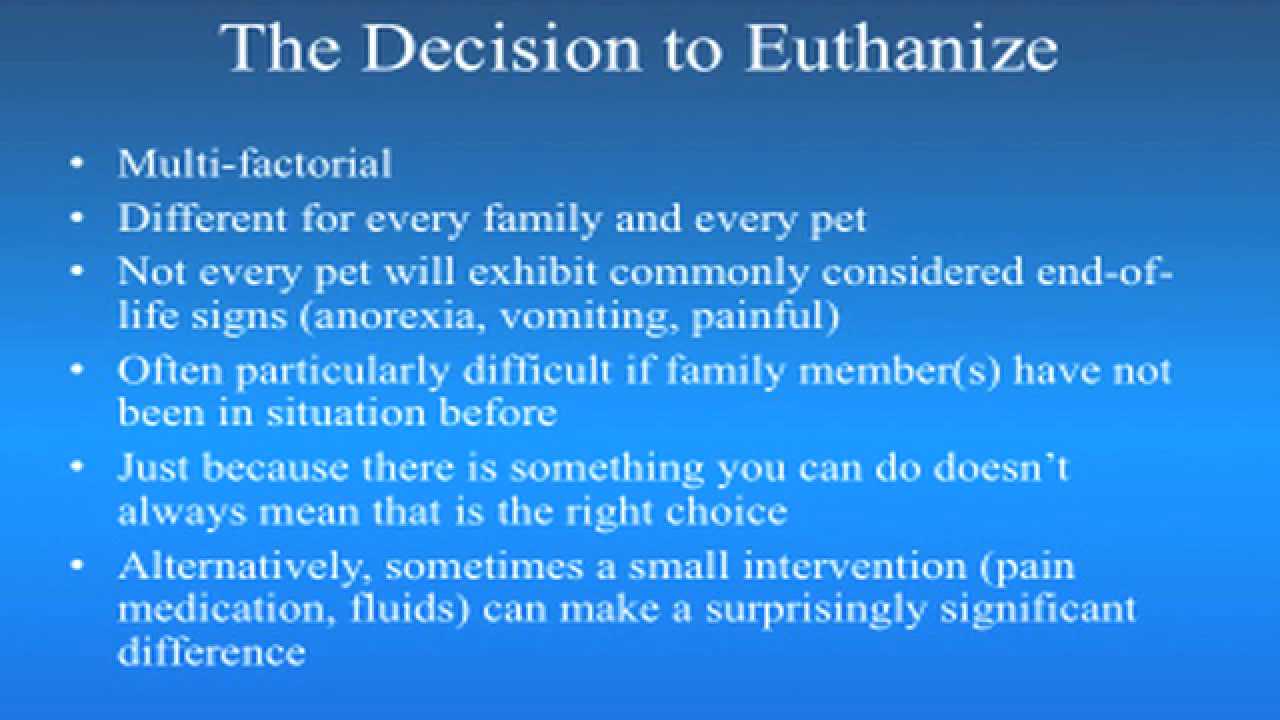 The Decision to Euthanize
• Multi-factorial
• Different for every family and every pet
• Not every pet will exhibit commonly considered end-of-
life signs (anorexia, vomiting, painful)
• Often particularly difficult if family member(s) have not
been in situation before
• Just because there is something you can do doesn’t
always mean that is the right choice
• Alternatively, sometimes a small intervention (pain
medication, fluids) can make a surprisingly significant
difference